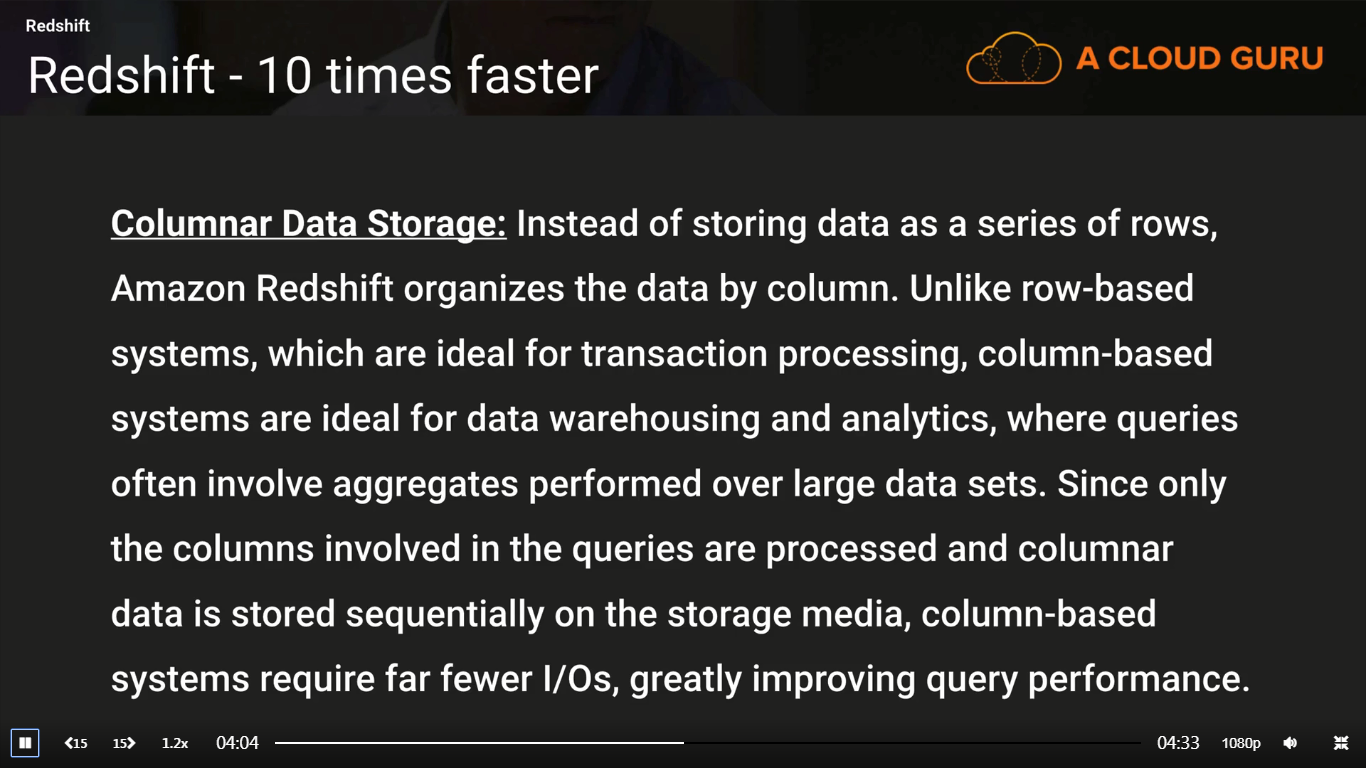 Redshift
Redshift - 10 times faster
A CLOUD GURU
Columnar Data Storage: Instead of storing data as a series of rows,
Amazon Redshift organizes the data by column. Unlike row-based
systems, which are ideal for transaction processing, column-based
systems are ideal for data warehousing and analytics, where queries
often involve aggregates performed over large data sets. Since only
the columns involved in the queries are processed and columnar
data is stored sequentially on the storage media, column-based
systems require far fewer I/Os, greatly improving query performance.
15 15 1.2x 04:04 04:33 1080p